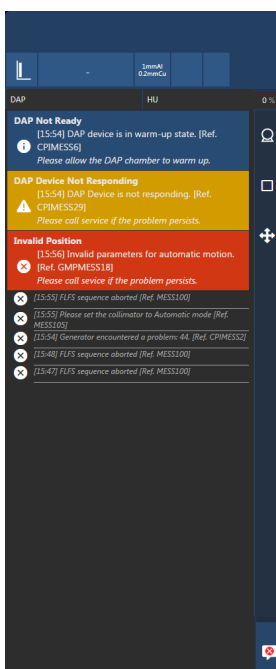 -
1mmAl
0.2mmCu
DAP HU 0 %
DAP Not Ready
[15:54] DAP device is in warm-up state. [Ref.
CPIMESS6]
Please allow the DAP chamber to warm up.
DAP Device Not Responding
[15:54] DAP Device is not responding. [Ref.
CPIMESS29]
Please call service if the problem persists.
Invalid Position
[15:56] Invalid parameters for automatic motion.
[Ref. GMPMESS18]
Please call sevice if the problem persists.
[15:55] FLFS sequence aborted [Ref. MESS100]
[15:55] Please set the collimator to Automatic mode [Ref.
MESS105]
[15:54] Generator encountered a problem: 44. [Ref. CPIMESS2]
[15:48] FLFS sequence aborted [Ref. MESS100]
[15:47] FLFS sequence aborted [Ref. MESS100]